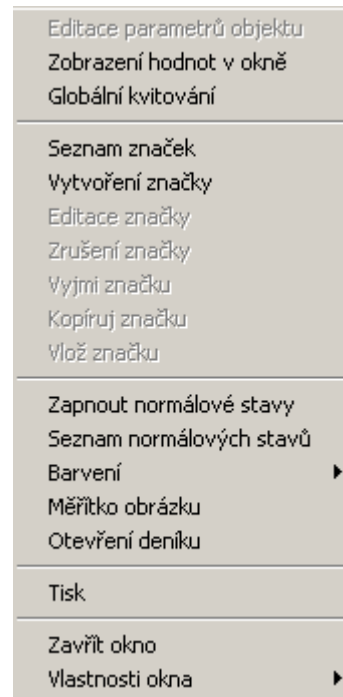 Editace parametrů objektu
Zobrazení hodnot v okně
Globální kvitování
Seznam značek
Vytvoření značky
Editace značky
Zrušení značky
Vyjmi značku
Kopíruj značku
Vlož značku
Zapnout normálové stavy
Seznam normálových stavů
Barvení
Měřítko obrázku
Otevření deníku
Tisk
Zavřít okno
Vlastnosti okna